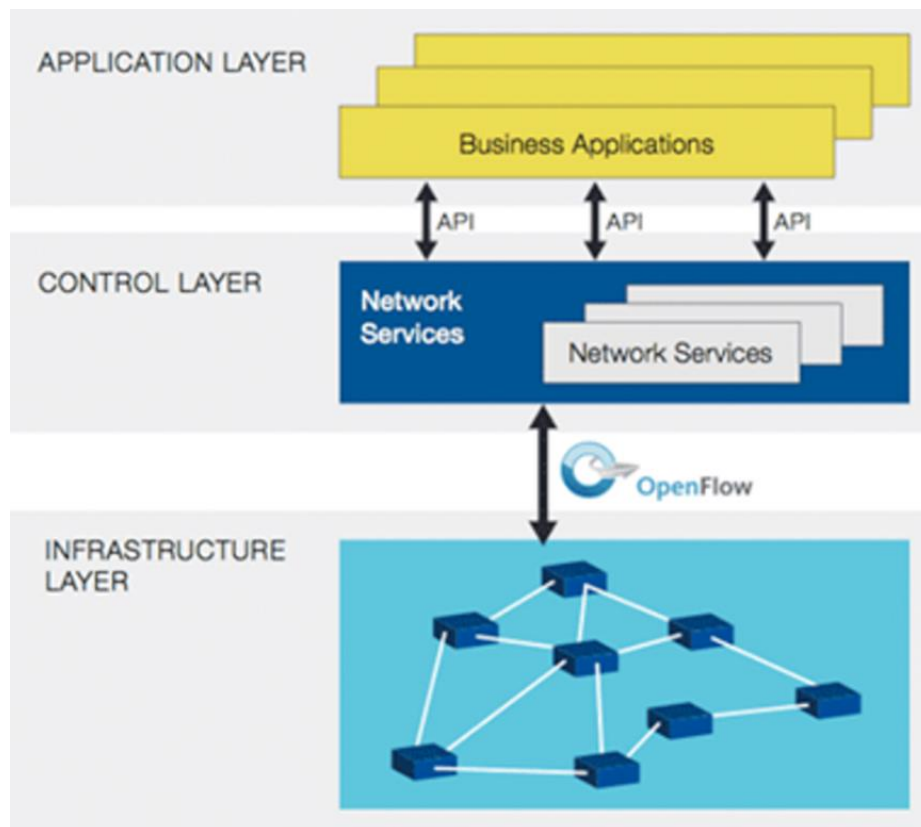 APPLICATION LAYER
Business Applications
API
API
API
CONTROL LAYER
Network
Services
Network Services
OpenFlow
INFRASTRUCTURE
LAYER